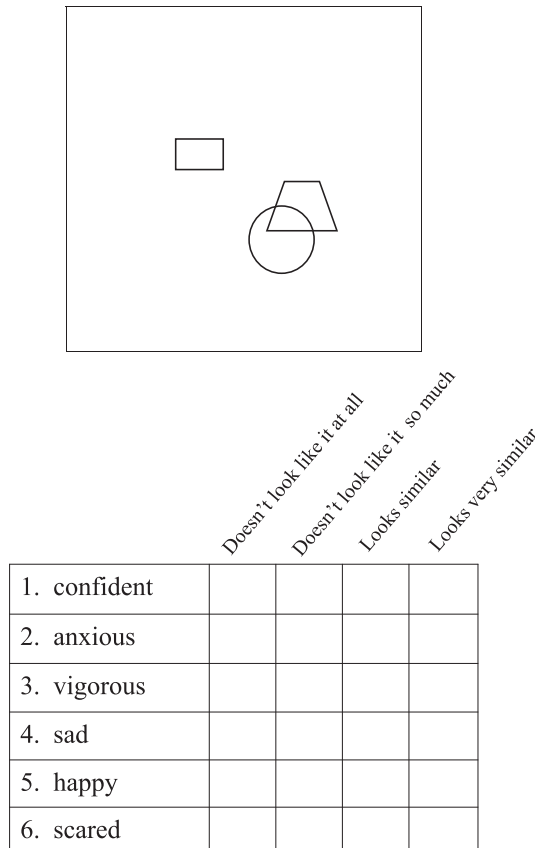 Doesn't look like it at all
Doesn't look like it so much
Looks similar
Looks very similar
1. confident
2. anxious
3. vigorous
4. sad
5. happy
6. scared